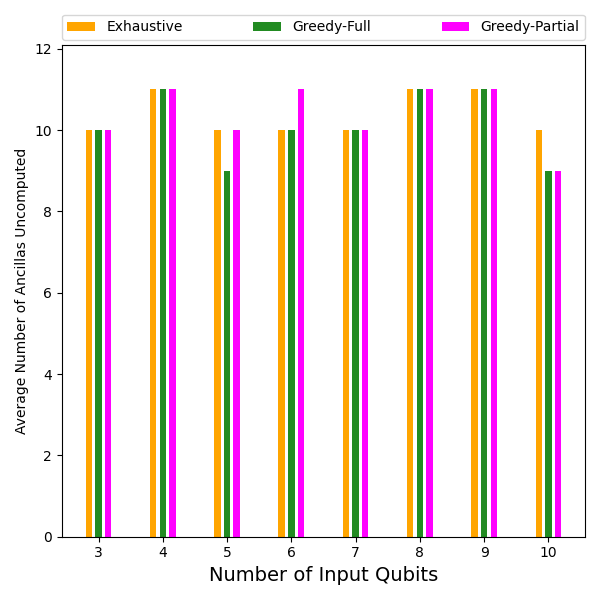 Exhaustive Greedy-Full Greedy-Partial
12
10
8
6
4
2
0
Average Number of Ancillas Uncomputed
3 4 5 6 7 8 9 10
Number of Input Qubits